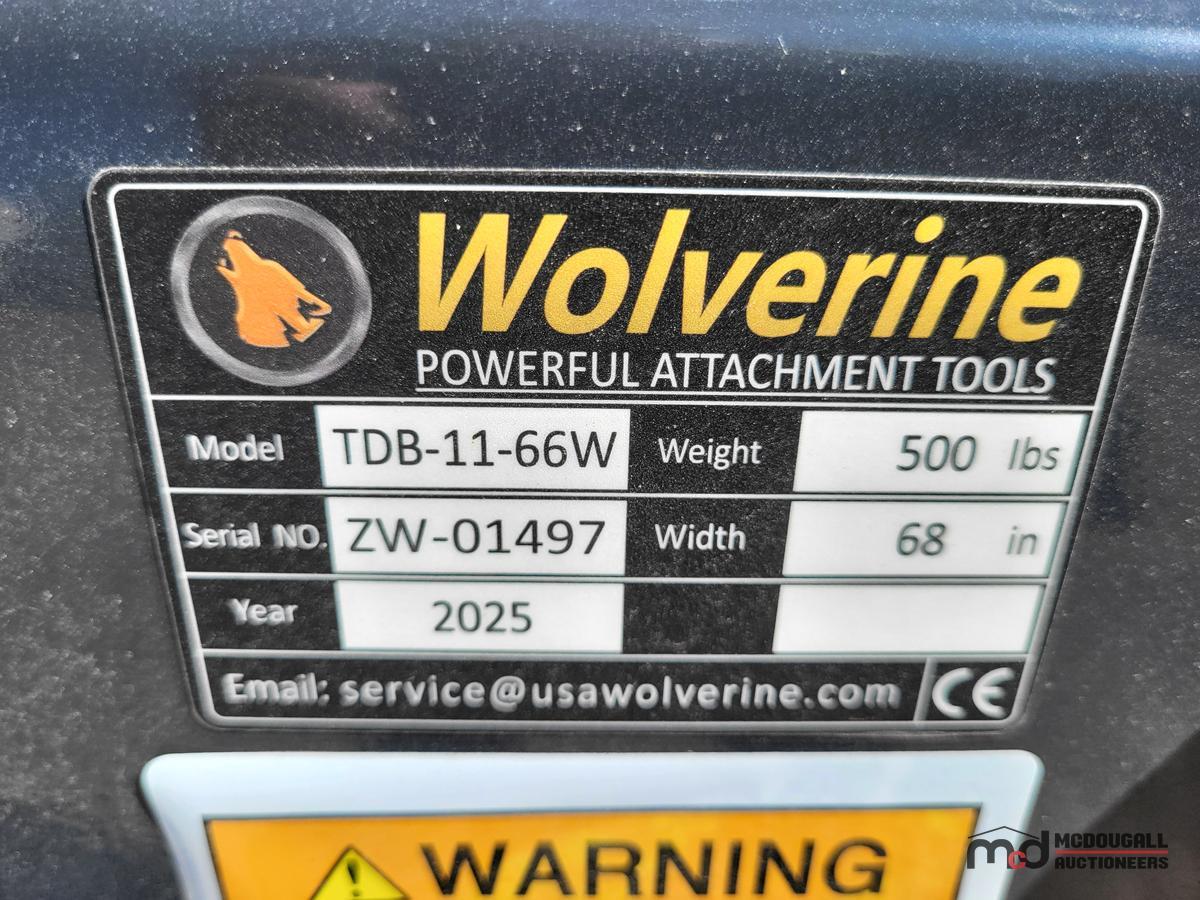 Wolverine
POWERFUL ATTACHMENT TOOLS
Model TDB-11-66W Weight 500 lbs
Serial NO. ZW-01497 Width 68 in
Year 2025
Email: service@usawolverine.com CE
WARNING
mcd MCDOUGALL
AUCTIONEERS